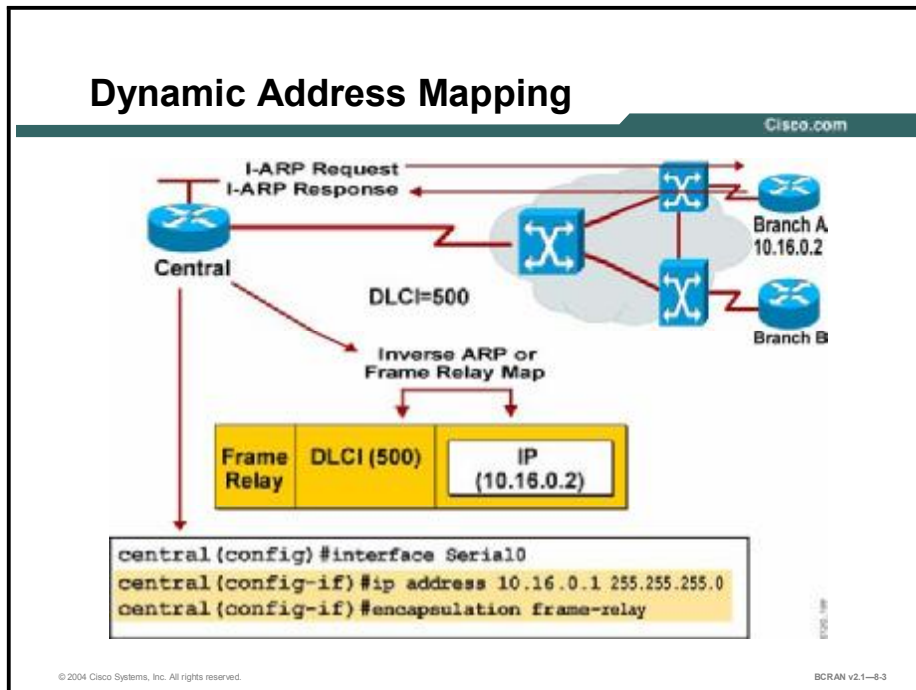 Dynamic Address Mapping
Cisco.com
I-ARP Request
I-ARP Response
Central
Branch A
10.16.0.2
DLCI=500
Branch B
Inverse ARP or
Frame Relay Map
Frame
Relay
DLCI (500)
IP
(10.16.0.2)
central(config)#interface Serial0
central(config-if)#ip address 10.16.0.1 255.255.255.0
central(config-if)#encapsulation frame-relay
© 2004 Cisco Systems, Inc. All rights reserved.
BCRAN v2.1—8-3